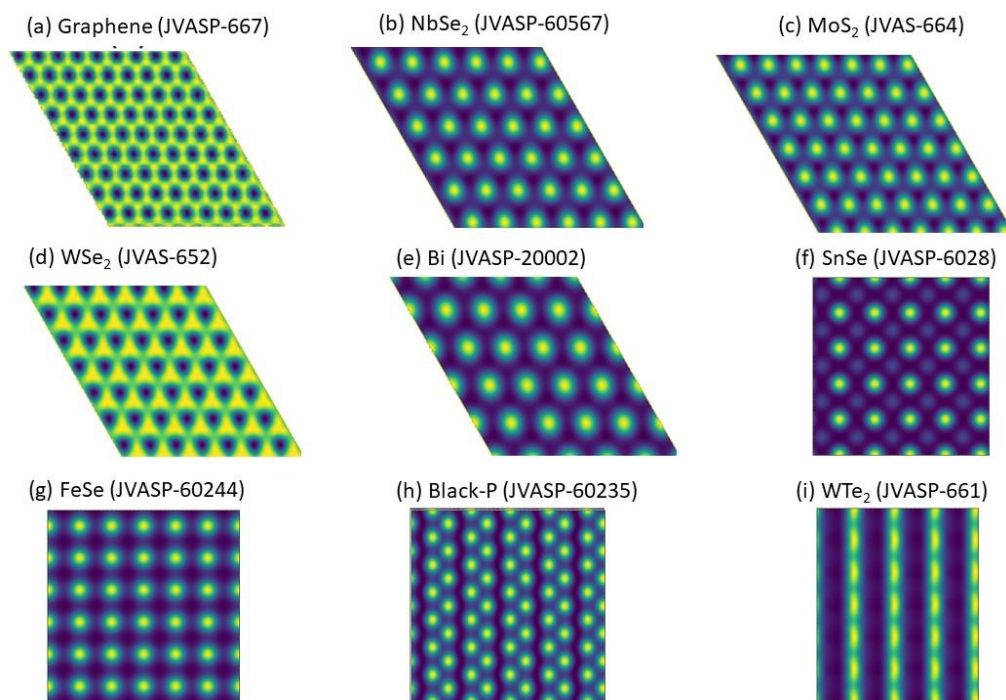 (a) Graphene (JVASP-667)
(b) NbSe₂ (JVASP-60567)
(c) MoS₂ (JVAS-664)
(d) WSe₂ (JVAS-652)
(e) Bi (JVASP-20002)
(f) SnSe (JVASP-6028)
(g) FeSe (JVASP-60244)
(h) Black-P (JVASP-60235)
(i) WTe₂ (JVASP-661)